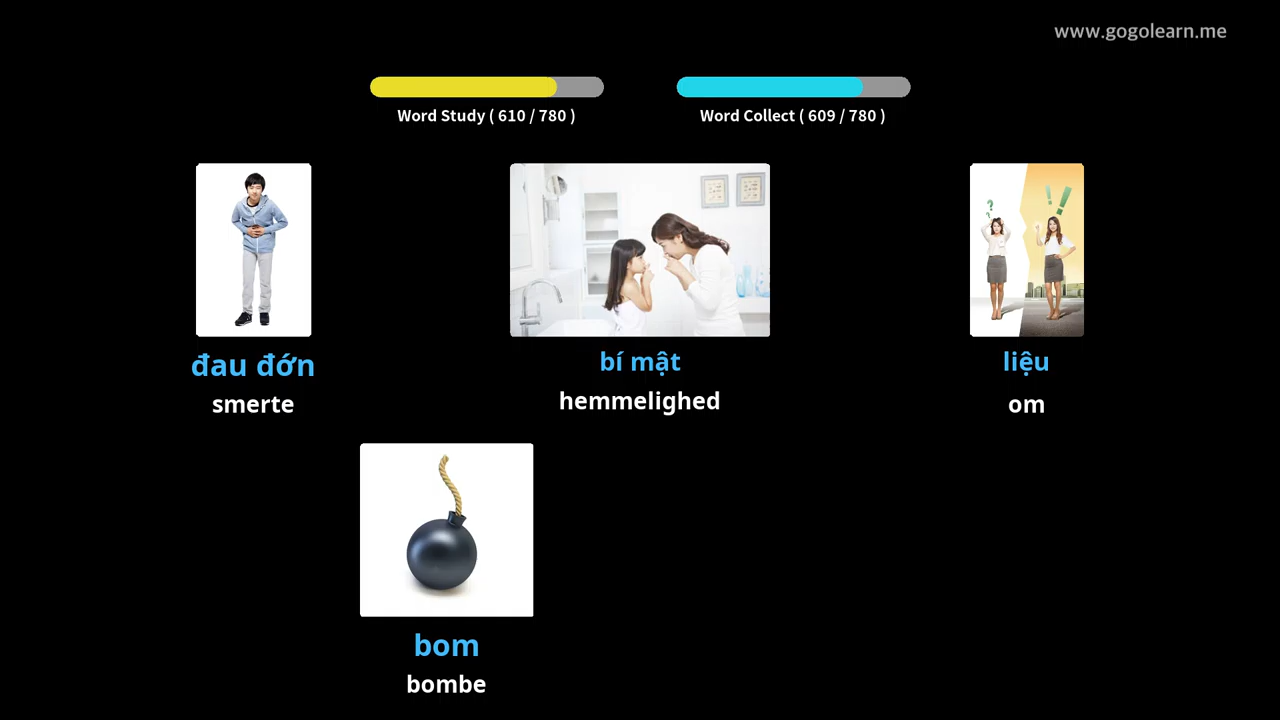 www.gogolearn.me
Word Study ( 610 / 780 )
Word Collect ( 609 / 780 )
đau đớn
smerte
bí mật
hemmelighed
liệu
om
bom
bombe